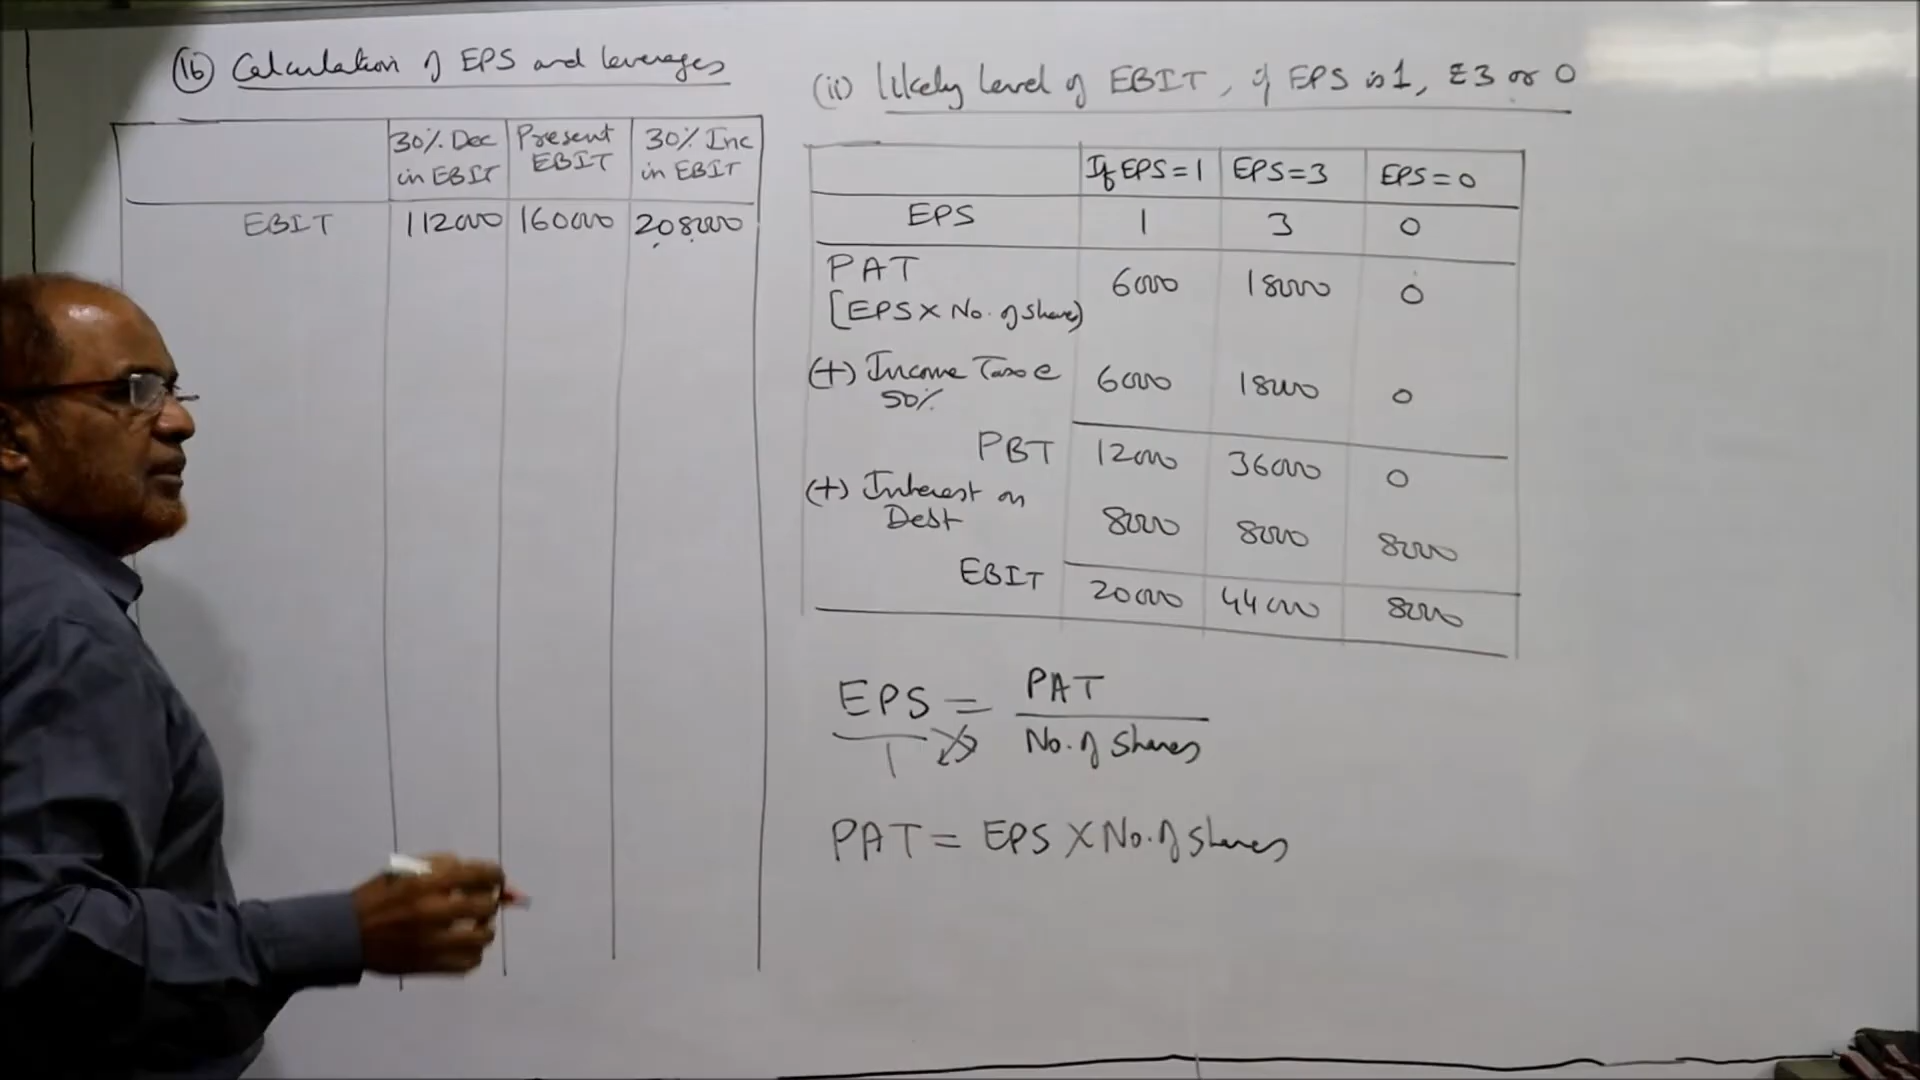 (16) Calculation of EPS and leverages
30% Dec in EBIT
Present EBIT
30% Inc in EBIT
EBIT 112000 160000 208000
(ii) Likely level of EBIT, if EPS is 1, ₹3 or 0
If EPS=1 EPS=3 EPS=0
EPS 1 3 0
PAT
[EPS X No. of share) 6000 18000 0
(+) Income Tax @
50% 6000 18000 0
PBT 12000 36000 0
(+) Interest on
Debt 8000 8000 8000
EBIT 20000 44000 8000
EPS = PAT
1 No. of Shares
PAT = EPS X No. of Shares